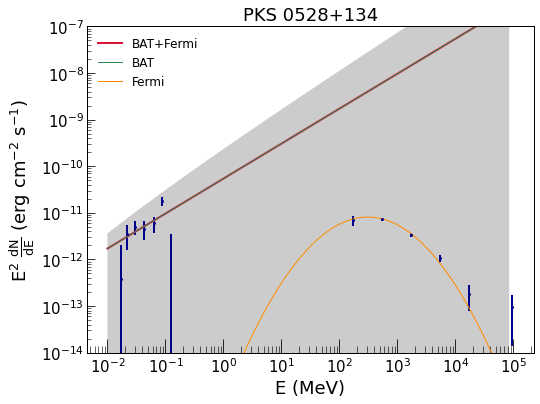 PKS 0528+134
BAT+Fermi
BAT
Fermi
E² dN/dE (erg cm⁻² s⁻¹)
10⁻⁷
10⁻⁸
10⁻⁹
10⁻¹⁰
10⁻¹¹
10⁻¹²
10⁻¹³
10⁻¹⁴
10⁻² 10⁻¹ 10⁰ 10¹ 10² 10³ 10⁴ 10⁵
E (MeV)